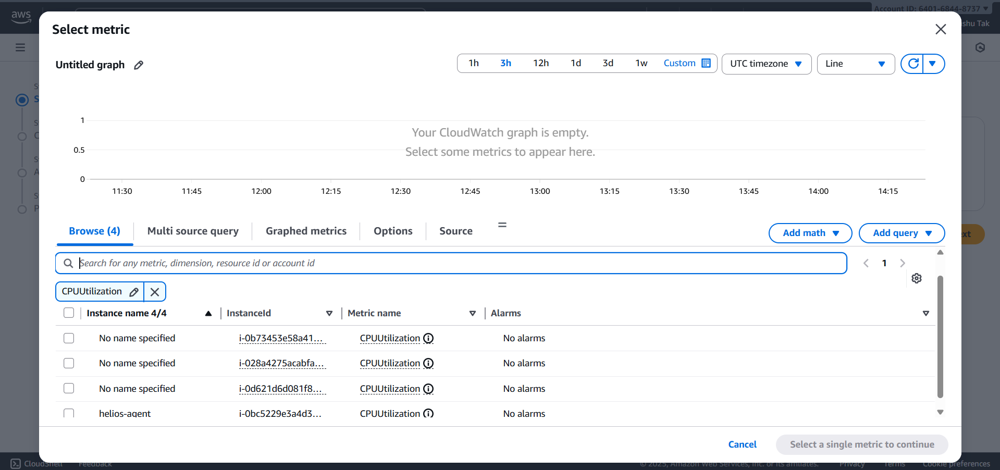 aws
Account ID: 6401-6844-8737
shu Tak
Select metric
Untitled graph
1h 3h 12h 1d 3d 1w Custom UTC timezone Line
1
Your CloudWatch graph is empty.
0.5
Select some metrics to appear here.
0
11:30 11:45 12:00 12:15 12:30 12:45 13:00 13:15 13:30 13:45 14:00 14:15
Browse (4) Multi source query Graphed metrics Options Source Add math Add query
xt
Search for any metric, dimension, resource id or account id 1
CPUUtilization
Instance name 4/4 InstanceId Metric name Alarms
No name specified i-0b73453e58a41... CPUUtilization No alarms
No name specified i-028a4275acabfa... CPUUtilization No alarms
No name specified i-0d621d6d081f8... CPUUtilization No alarms
helios-agent i-0bc5229e3a4d3... CPUUtilization No alarms
Cancel Select a single metric to continue
CloudShell Feedback © 2025, Amazon Web Services, Inc. or its affiliates. Privacy Terms Cookie preferences